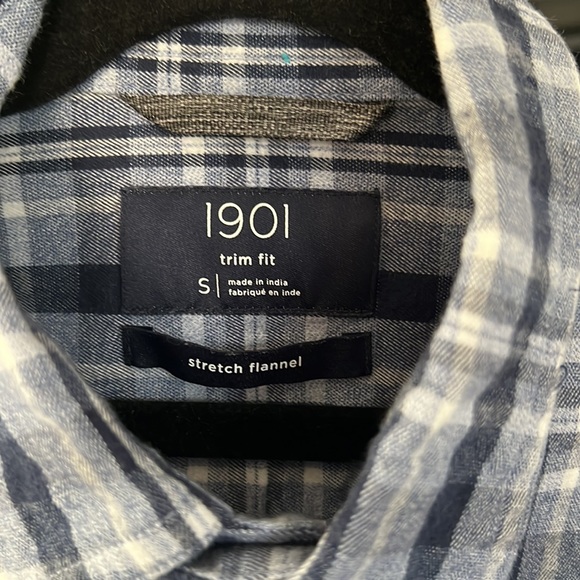 1901
trim fit
S | made in india
fabriqué en inde
stretch flannel